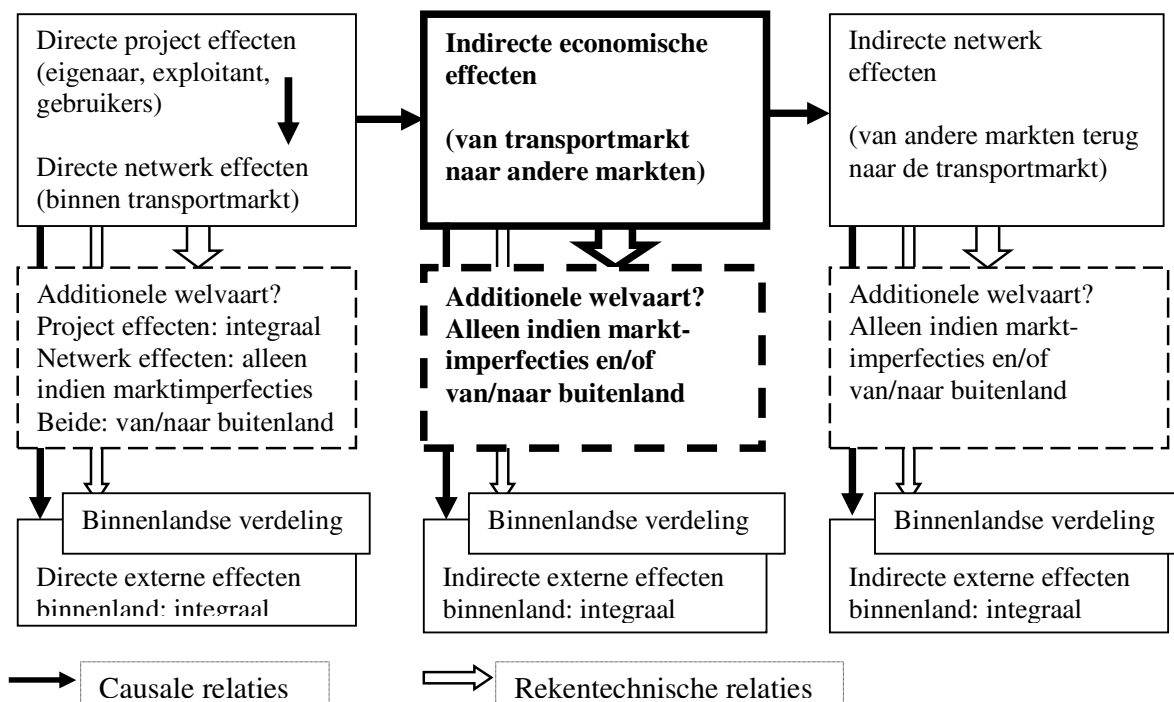 Directe project effecten
(eigenaar, exploitant,
gebruikers)
Directe netwerk effecten
(binnen transportmarkt)
Indirecte economische
effecten
(van transportmarkt
naar andere markten)
Indirecte netwerk
effecten
(van andere markten terug
naar de transportmarkt)
Additionele welvaart?
Project effecten: integraal
Netwerk effecten: alleen
indien marktimperfecties
Beide: van/naar buitenland
Additionele welvaart?
Alleen indien markt-
imperfecties en/of
van/naar buitenland
Additionele welvaart?
Alleen indien markt-
imperfecties en/of
van/naar buitenland
Binnenlandse verdeling
Directe externe effecten
binnenland: integraal
Binnenlandse verdeling
Indirecte externe effecten
binnenland: integraal
Binnenlandse verdeling
Indirecte externe effecten
binnenland: integraal
Causale relaties
Rekentechnische relaties